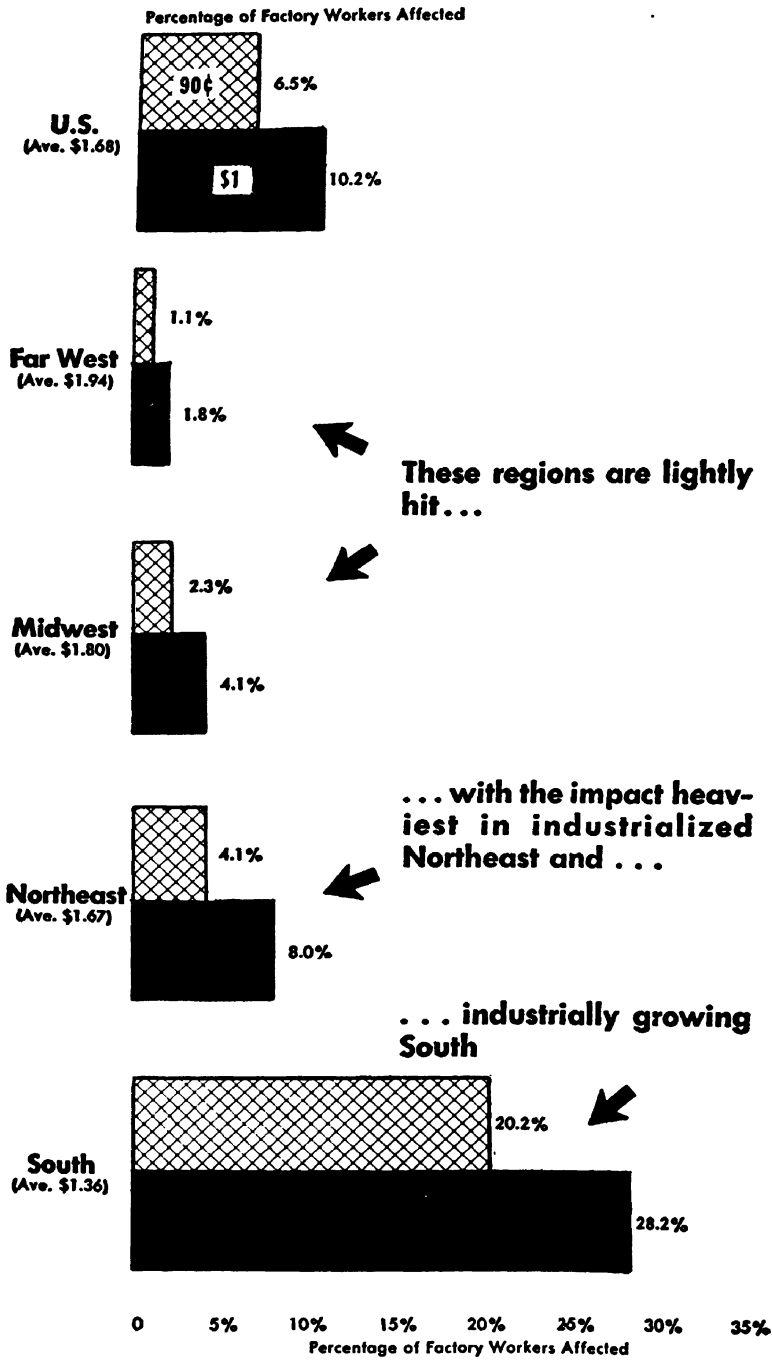 Percentage of Factory Workers Affected
90¢
6.5%
U.S.
(Ave. $1.68)
$1
10.2%
1.1%
Far West
(Ave. $1.94)
1.8%
These regions are lightly
hit...
2.3%
Midwest
(Ave. $1.80)
4.1%
...with the impact heav-
iest in industrialized
Northeast and ...
4.1%
Northeast
(Ave. $1.67)
8.0%
... industrially growing
South
20.2%
South
(Ave. $1.36)
28.2%
0 5% 10% 15% 20% 25% 30% 35%
Percentage of Factory Workers Affected